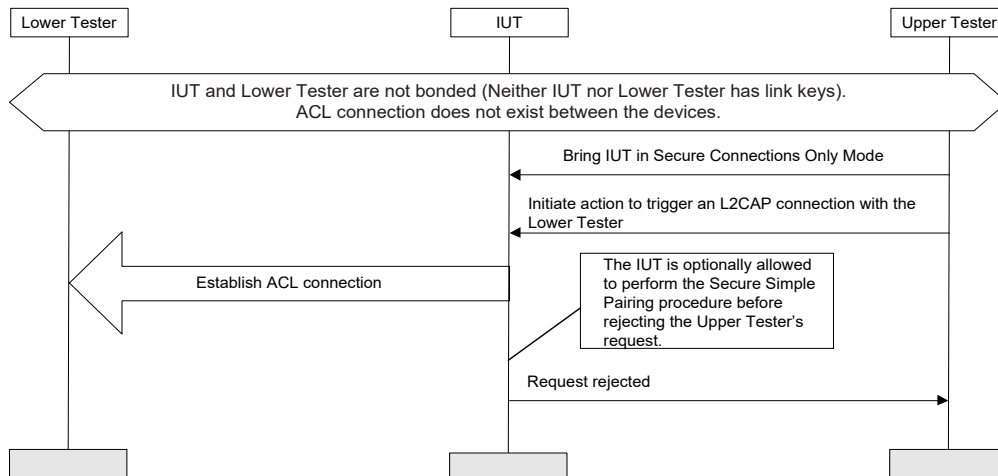 Lower Tester
IUT
Upper Tester
IUT and Lower Tester are not bonded (Neither IUT nor Lower Tester has link keys).
ACL connection does not exist between the devices.
Bring IUT in Secure Connections Only Mode
Initiate action to trigger an L2CAP connection with the
Lower Tester
Establish ACL connection
The IUT is optionally allowed
to perform the Secure Simple
Pairing procedure before
rejecting the Upper Tester's
request.
Request rejected